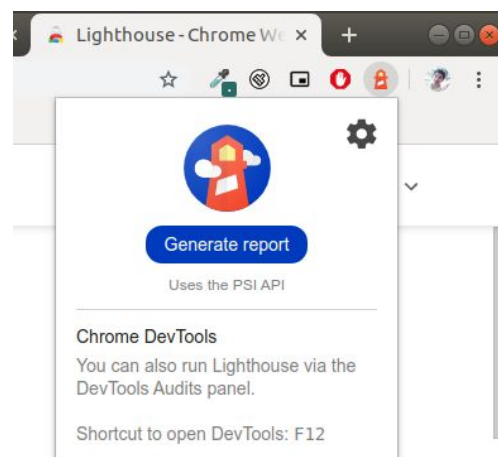 Lighthouse - Chrome We
Generate report
Uses the PSI API
Chrome DevTools
You can also run Lighthouse via the
DevTools Audits panel.
Shortcut to open DevTools: F12